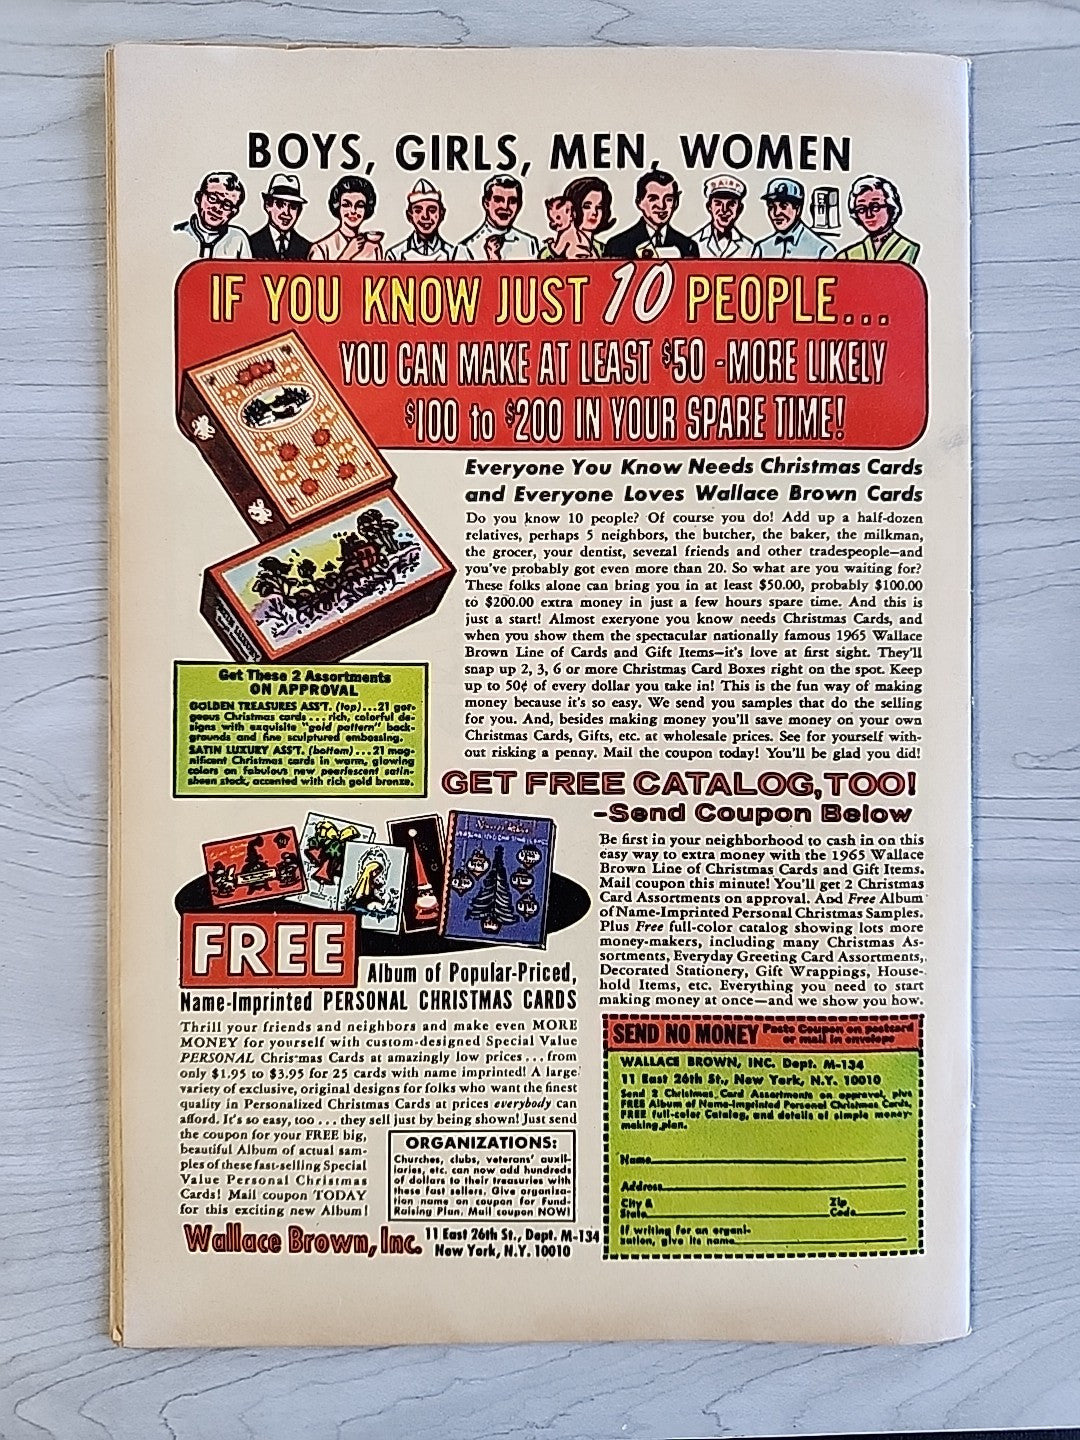 BOYS, GIRLS, MEN, WOMEN
DAIRY
IF YOU KNOW JUST 10 PEOPLE...
YOU CAN MAKE AT LEAST $50 - MORE LIKELY
$100 to $200 IN YOUR SPARE TIME!
Everyone You Know Needs Christmas Cards
and Everyone Loves Wallace Brown Cards
Do you know 10 people? Of course you do! Add up a half-dozen
relatives, perhaps 5 neighbors, the butcher, the baker, the milkman,
the grocer, your dentist, several friends and other tradespeople—and
you've probably got even more than 20. So what are you waiting for?
These folks alone can bring you in at least $50.00, probably $100.00
to $200.00 extra money in just a few hours spare time. And this is
just a start! Almost exeryone you know needs Christmas Cards, and
when you show them the spectacular nationally famous 1965 Wallace
Brown Line of Cards and Gift Items—it's love at first sight. They'll
snap up 2, 3, 6 or more Christmas Card Boxes right on the spot. Keep
up to 50¢ of every dollar you take in! This is the fun way of making
money because it's so easy. We send you samples that do the selling
for you. And, besides making money you'll save money on your own
Christmas Cards, Gifts, etc. at wholesale prices. See for yourself with-
out risking a penny. Mail the coupon today! You'll be glad you did!
SATIN LUXURY
Get These 2 Assortments
ON APPROVAL
GOLDEN TREASURES ASS'T. (top)...21 gor-
geous Christmas cards...rich, colorful de-
signs with exquisite "gold pattern" back-
grounds and fine sculptured embossing.
SATIN LUXURY ASS'T. (bottom)...21 mag-
nificent Christmas cards in warm, glowing
colors on fabulous new pearlescent satin-
sheen stock, accented with rich gold bronze.
GET FREE CATALOG, TOO!
-Send Coupon Below
Be first in your neighborhood to cash in on this
easy way to extra money with the 1965 Wallace
Brown Line of Christmas Cards and Gift Items.
Mail coupon this minute! You'll get 2 Christmas
Card Assortments on approval. And Free Album
of Name-Imprinted Personal Christmas Samples.
Plus Free full-color catalog showing lots more
money-makers, including many Christmas As-
sortments, Everyday Greeting Card Assortments,
Decorated Stationery, Gift Wrappings, House-
hold Items, etc. Everything you need to start
making money at once—and we show you how.
FREE
Album of Popular-Priced,
Name-Imprinted PERSONAL CHRISTMAS CARDS
Thrill your friends and neighbors and make even MORE
MONEY for yourself with custom-designed Special Value
PERSONAL Christmas Cards at amazingly low prices...from
only $1.95 to $3.95 for 25 cards with name imprinted! A large
variety of exclusive, original designs for folks who want the finest
quality in Personalized Christmas Cards at prices everybody can
afford. It's so easy, too...they sell just by being shown! Just send
the coupon for your FREE big,
beautiful Album of actual sam-
ples of these fast-selling Special
Value Personal Christmas
Cards! Mail coupon TODAY
for this exciting new Album!
ORGANIZATIONS:
Churches, clubs, veterans' auxil-
iaries, etc. can now add hundreds
of dollars to their treasuries with
these fast sellers. Give organiza-
tion name on coupon for Fund-
Raising Plan. Mail coupon NOW!
Wallace Brown, Inc. 11 East 26th St., Dept. M-134
New York, N.Y. 10010
SEND NO MONEY Paste Coupon on postcard
or mail in envelope
WALLACE BROWN, INC. Dept. M-134
11 East 26th St., New York, N.Y. 10010
Send 2 Christmas Card Assortments on approval, plus
FREE Album of Name-Imprinted Personal Christmas Cards,
FREE full-color Catalog, and details of simple money-
making plan.
Name
Address
City & State Zip Code
If writing for an organi-
zation, give its name